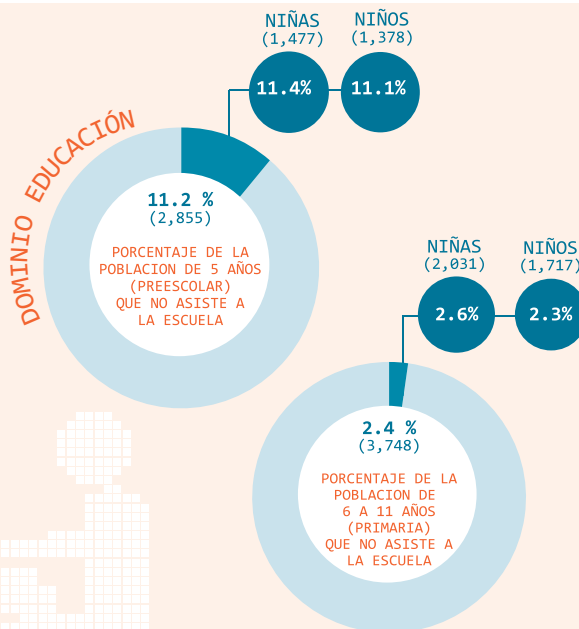 DOMINIO EDUCACIÓN
NIÑAS
(1,477)
11.4%
NIÑOS
(1,378)
11.1%
11.2 %
(2,855)
PORCENTAJE DE LA
POBLACION DE 5 AÑOS
(PREESCOLAR)
QUE NO ASISTE A
LA ESCUELA
NIÑAS
(2,031)
2.6%
NIÑOS
(1,717)
2.3%
2.4 %
(3,748)
PORCENTAJE DE LA
POBLACION DE
6 A 11 AÑOS
(PRIMARIA)
QUE NO ASISTE A
LA ESCUELA